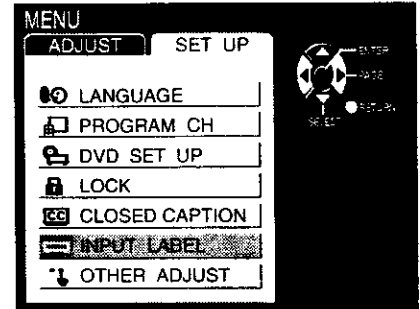 MENU
ADJUST SET UP
LANGUAGE
PROGRAM CH
DVD SET UP
LOCK
CC CLOSED CAPTION
INPUT LABEL
OTHER ADJUST
ENTER
PAGE
RETURN
SELECT